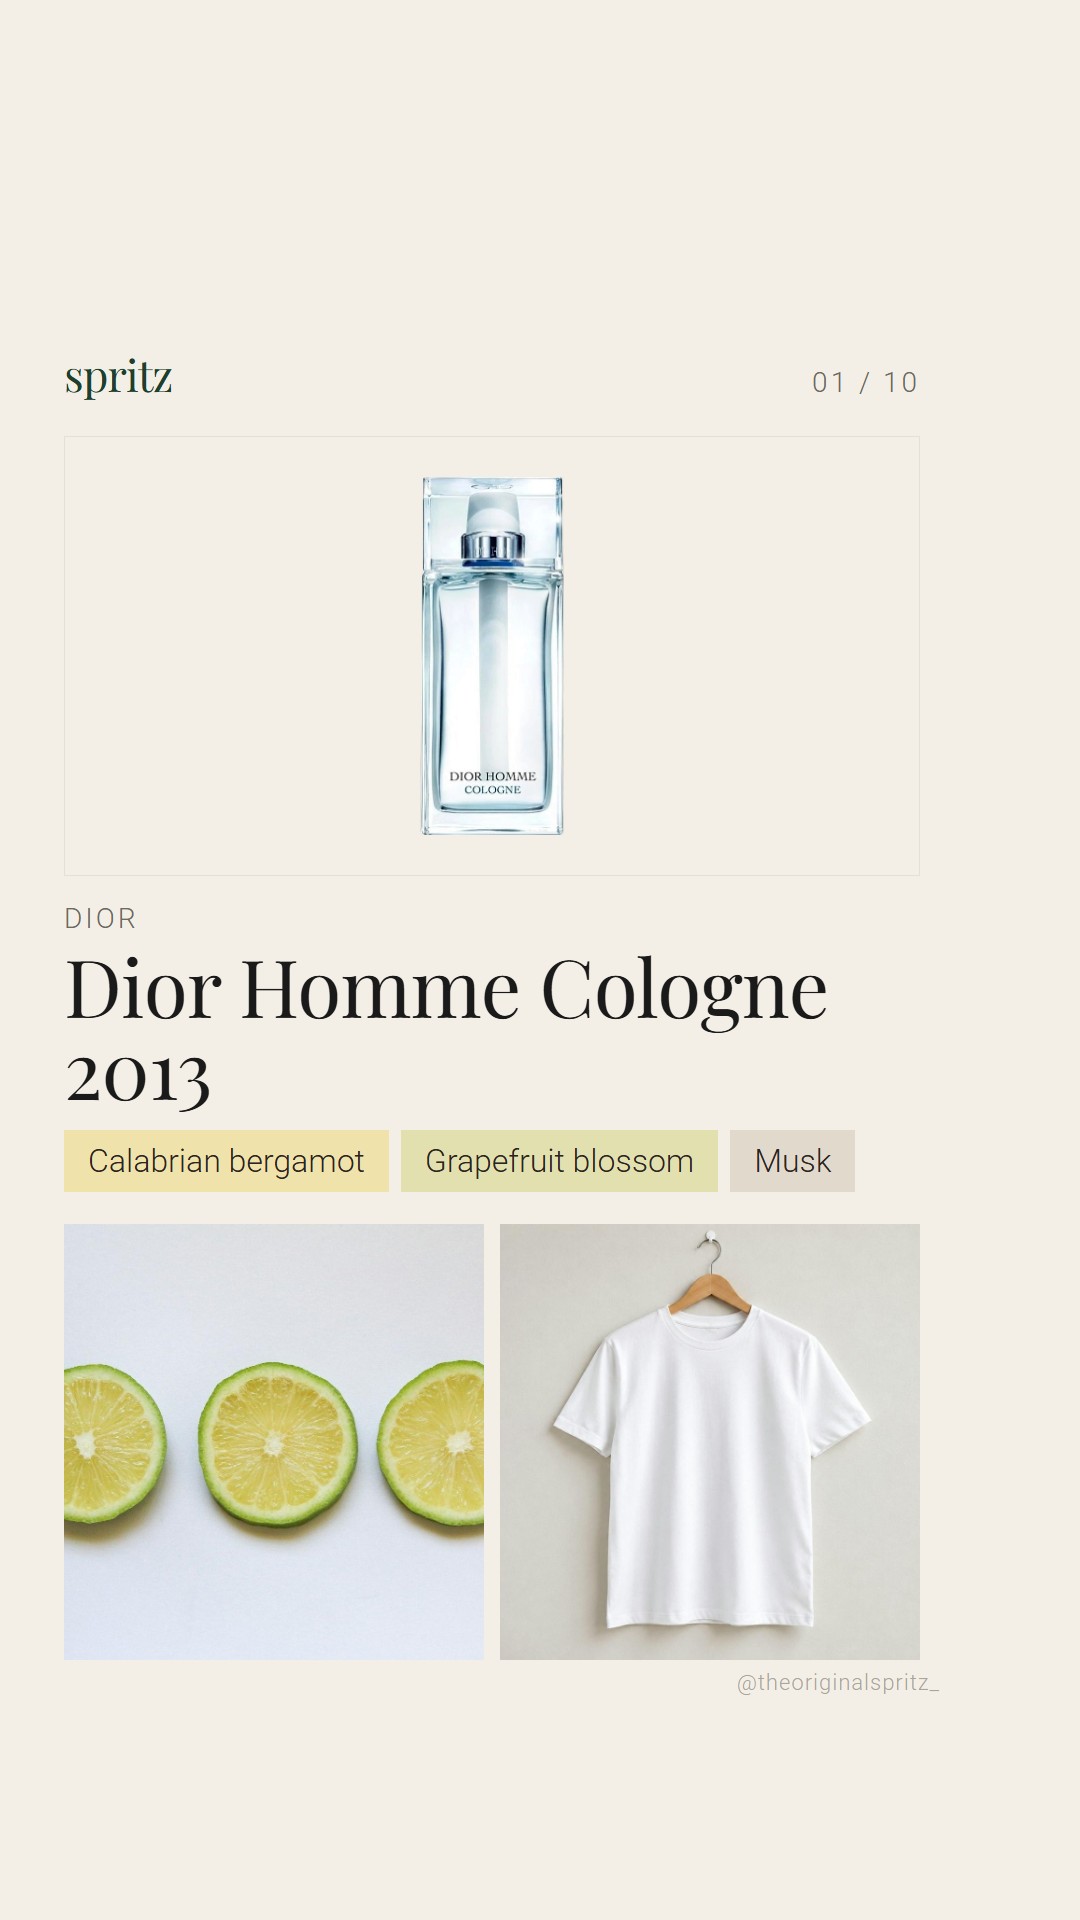 spritz
01 / 10
DIOR HOMME
COLOGNE
DIOR
Dior Homme Cologne
2013
Calabrian bergamot
Grapefruit blossom
Musk
@theoriginalspritz_